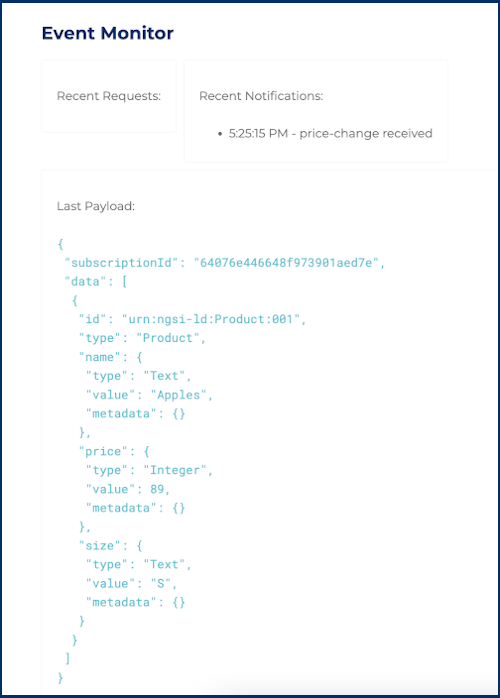 Event Monitor
Recent Requests:
Recent Notifications:
• 5:25:15 PM - price-change received
Last Payload:
{
"subscriptionId": "64076e446648f973901aed7e",
"data": [
{
"id": "urn:ngsi-ld:Product:001",
"type": "Product",
"name": {
"type": "Text",
"value": "Apples",
"metadata": {}
},
"price": {
"type": "Integer",
"value": 89,
"metadata": {}
},
"size": {
"type": "Text",
"value": "S",
"metadata": {}
}
}
]
}